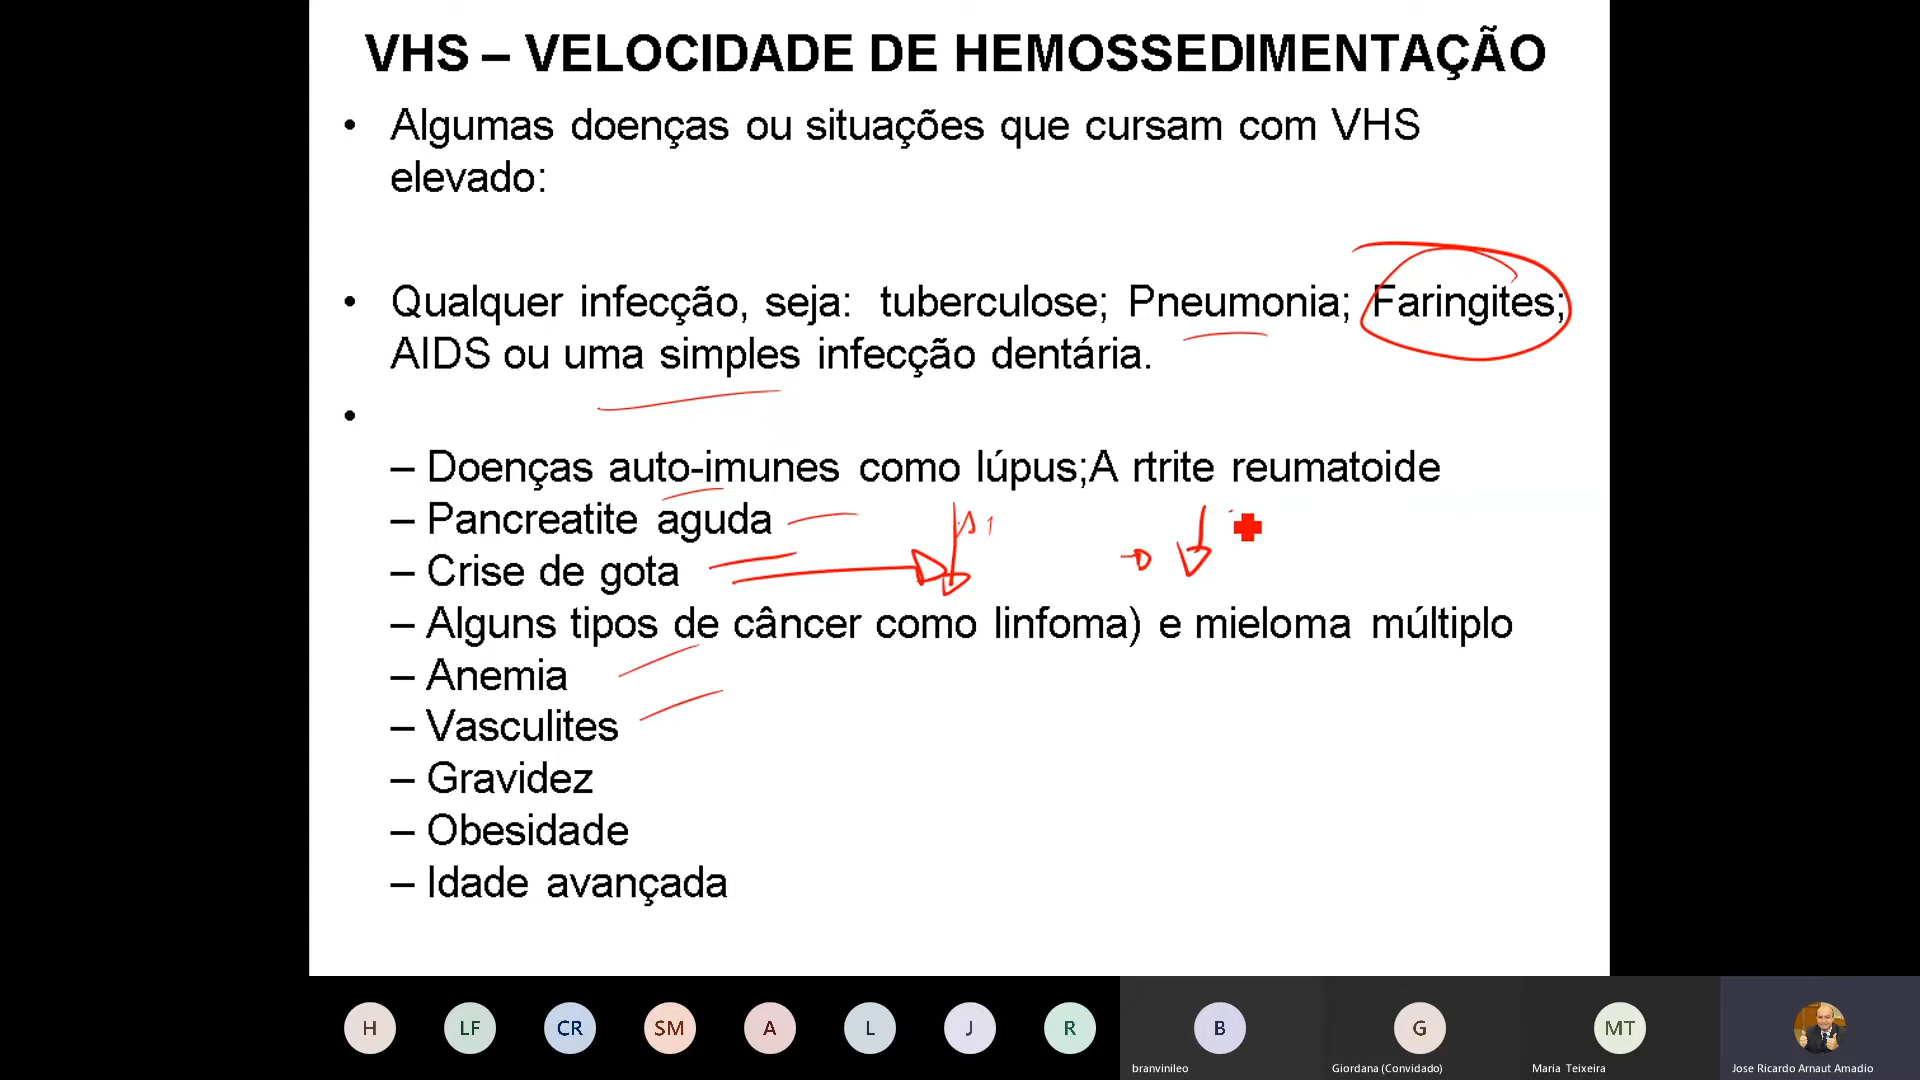 VHS – VELOCIDADE DE HEMOSSEDIMENTAÇÃO
• Algumas doenças ou situações que cursam com VHS
elevado:
• Qualquer infecção, seja: tuberculose; Pneumonia; Faringites;
AIDS ou uma simples infecção dentária.
•
– Doenças auto-imunes como lúpus;A rtrite reumatoide
– Pancreatite aguda
– Crise de gota
– Alguns tipos de câncer como linfoma) e mieloma múltiplo
– Anemia
– Vasculites
– Gravidez
– Obesidade
– Idade avançada
H LF CR SM A L J R B G MT
branvinileo Giordana (Convidado) Maria Teixeira Jose Ricardo Arnaut Amadio